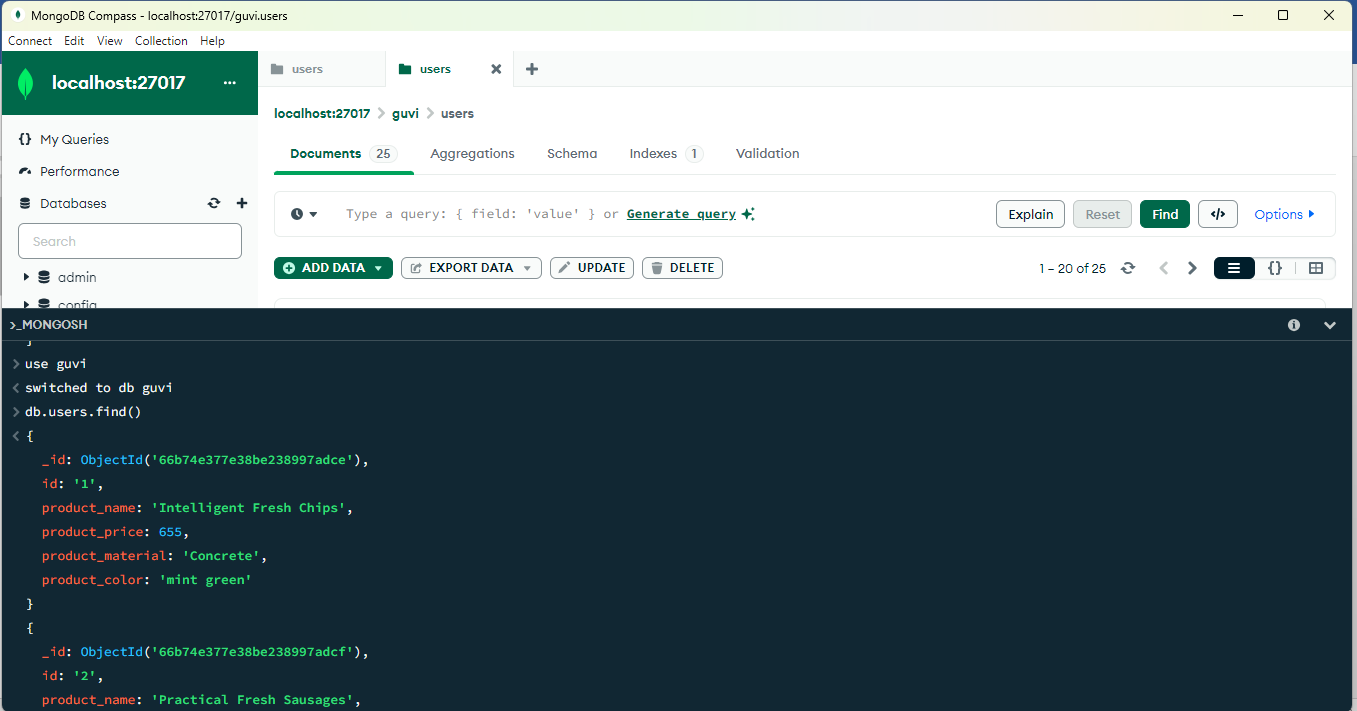 MongoDB Compass - localhost:27017/guvi.users
Connect Edit View Collection Help
localhost:27017 ...
users
users
localhost:27017 > guvi > users
{} My Queries
Performance
Databases
Search
admin
config
Documents 25 Aggregations Schema Indexes 1 Validation
Type a query: { field: 'value' } or Generate query
Explain Reset Find </> Options
ADD DATA EXPORT DATA UPDATE DELETE
1 – 20 of 25 {}
>_MONGOSH
]
> use guvi
< switched to db guvi
> db.users.find()
< {
_id: ObjectId('66b74e377e38be238997adce'),
id: '1',
product_name: 'Intelligent Fresh Chips',
product_price: 655,
product_material: 'Concrete',
product_color: 'mint green'
}
{
_id: ObjectId('66b74e377e38be238997adcf'),
id: '2',
product_name: 'Practical Fresh Sausages',